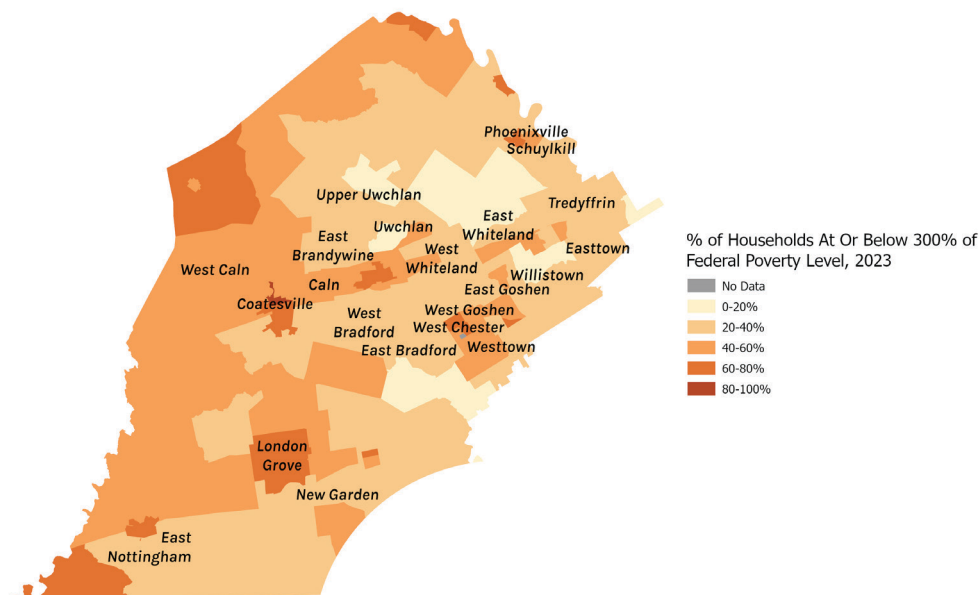 Phoenixville
Schuylkill
Upper Uwchlan
Tredyffrin
Uwchlan
East
Whiteland
East
Brandywine
West
Whiteland
Easttown
West Caln
Willistown
Caln
East Goshen
Coatesville
West Goshen
West
Bradford
West Chester
East Bradford
Westtown
London
Grove
New Garden
East
Nottingham
% of Households At Or Below 300% of
Federal Poverty Level, 2023
No Data
0-20%
20-40%
40-60%
60-80%
80-100%